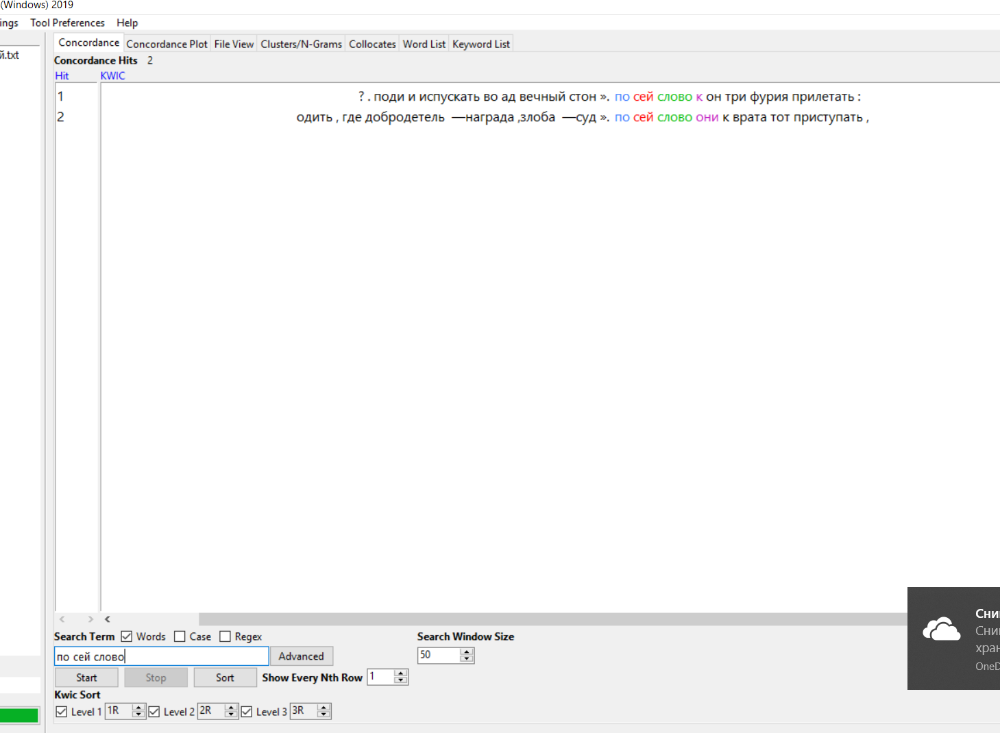 (Windows) 2019
ings Tool Preferences Help
й.txt
Concordance Concordance Plot File View Clusters/N-Grams Collocates Word List Keyword List
Concordance Hits 2
Hit KWIC
1 ? . поди и испускать во ад вечный стон ». по сей слово к он три фурия прилетать :
2 одить , где добродетель —награда ,злоба —суд ». по сей слово они к врата тот приступать ,
Сни
Сни
хран
OneD
Search Term Words Case Regex Search Window Size
по сей слово Advanced 50
Start Stop Sort Show Every Nth Row 1
Kwic Sort
Level 1 1R Level 2 2R Level 3 3R